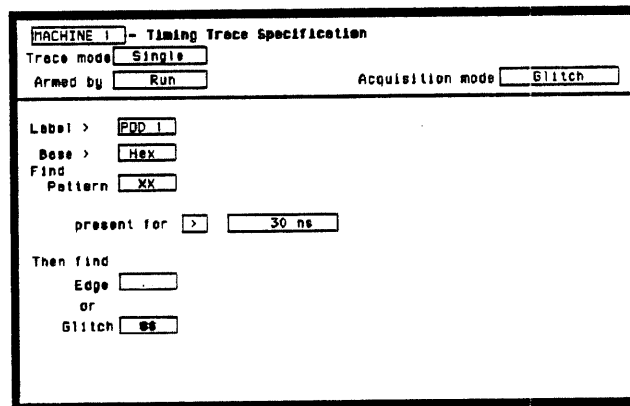 MACHINE 1 - Timing Trace Specification
Trace mode Single
Armed by Run Acquisition mode Glitch
Label > POD 1
Base > Hex
Find
Pattern XX
present for > 30 ns
Then find
Edge .
or
Glitch